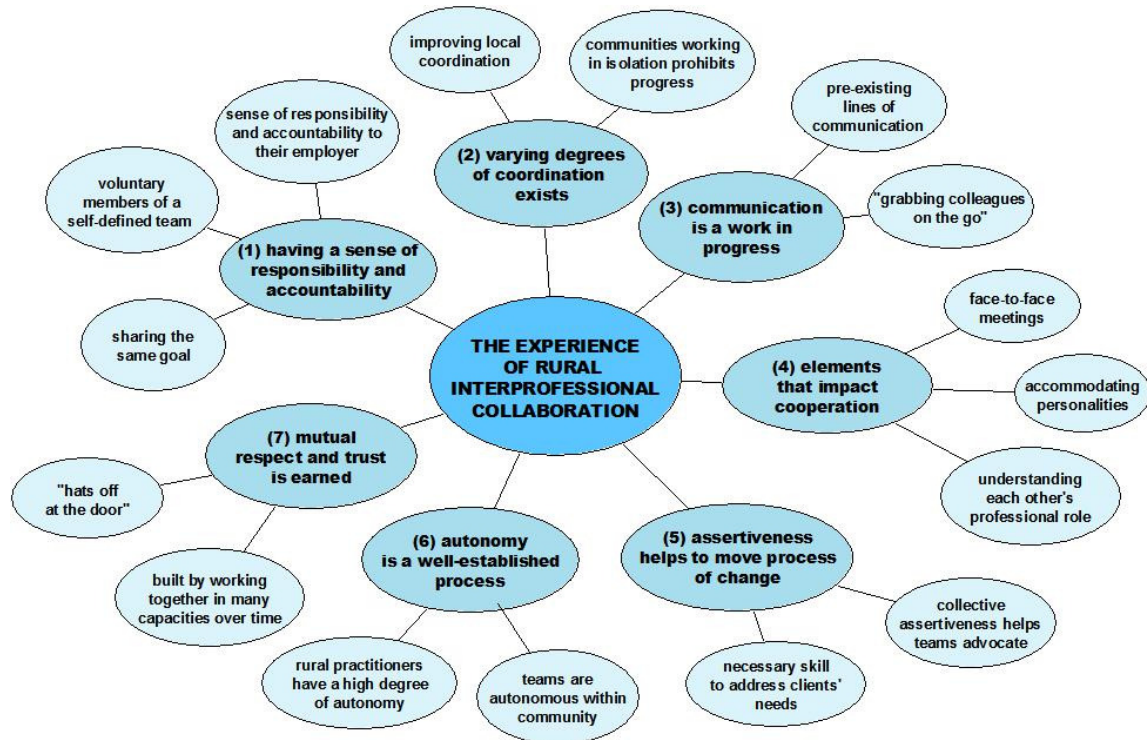 THE EXPERIENCE
OF RURAL
INTERPROFESSIONAL
COLLABORATION
(1) having a sense of
responsibility and
accountability
sense of responsibility
and accountability to
their employer
voluntary
members of a
self-defined team
sharing the
same goal
(2) varying degrees
of coordination
exists
improving local
coordination
communities working
in isolation prohibits
progress
(3) communication
is a work in
progress
pre-existing
lines of
communication
"grabbing colleagues
on the go"
(4) elements
that impact
cooperation
face-to-face
meetings
accommodating
personalities
understanding
each other's
professional role
(5) assertiveness
helps to move process
of change
collective
assertiveness helps
teams advocate
necessary skill
to address clients'
needs
(6) autonomy
is a well-established
process
teams are
autonomous within
community
rural practitioners
have a high degree
of autonomy
(7) mutual
respect and trust
is earned
built by working
together in many
capacities over time
"hats off
at the door"